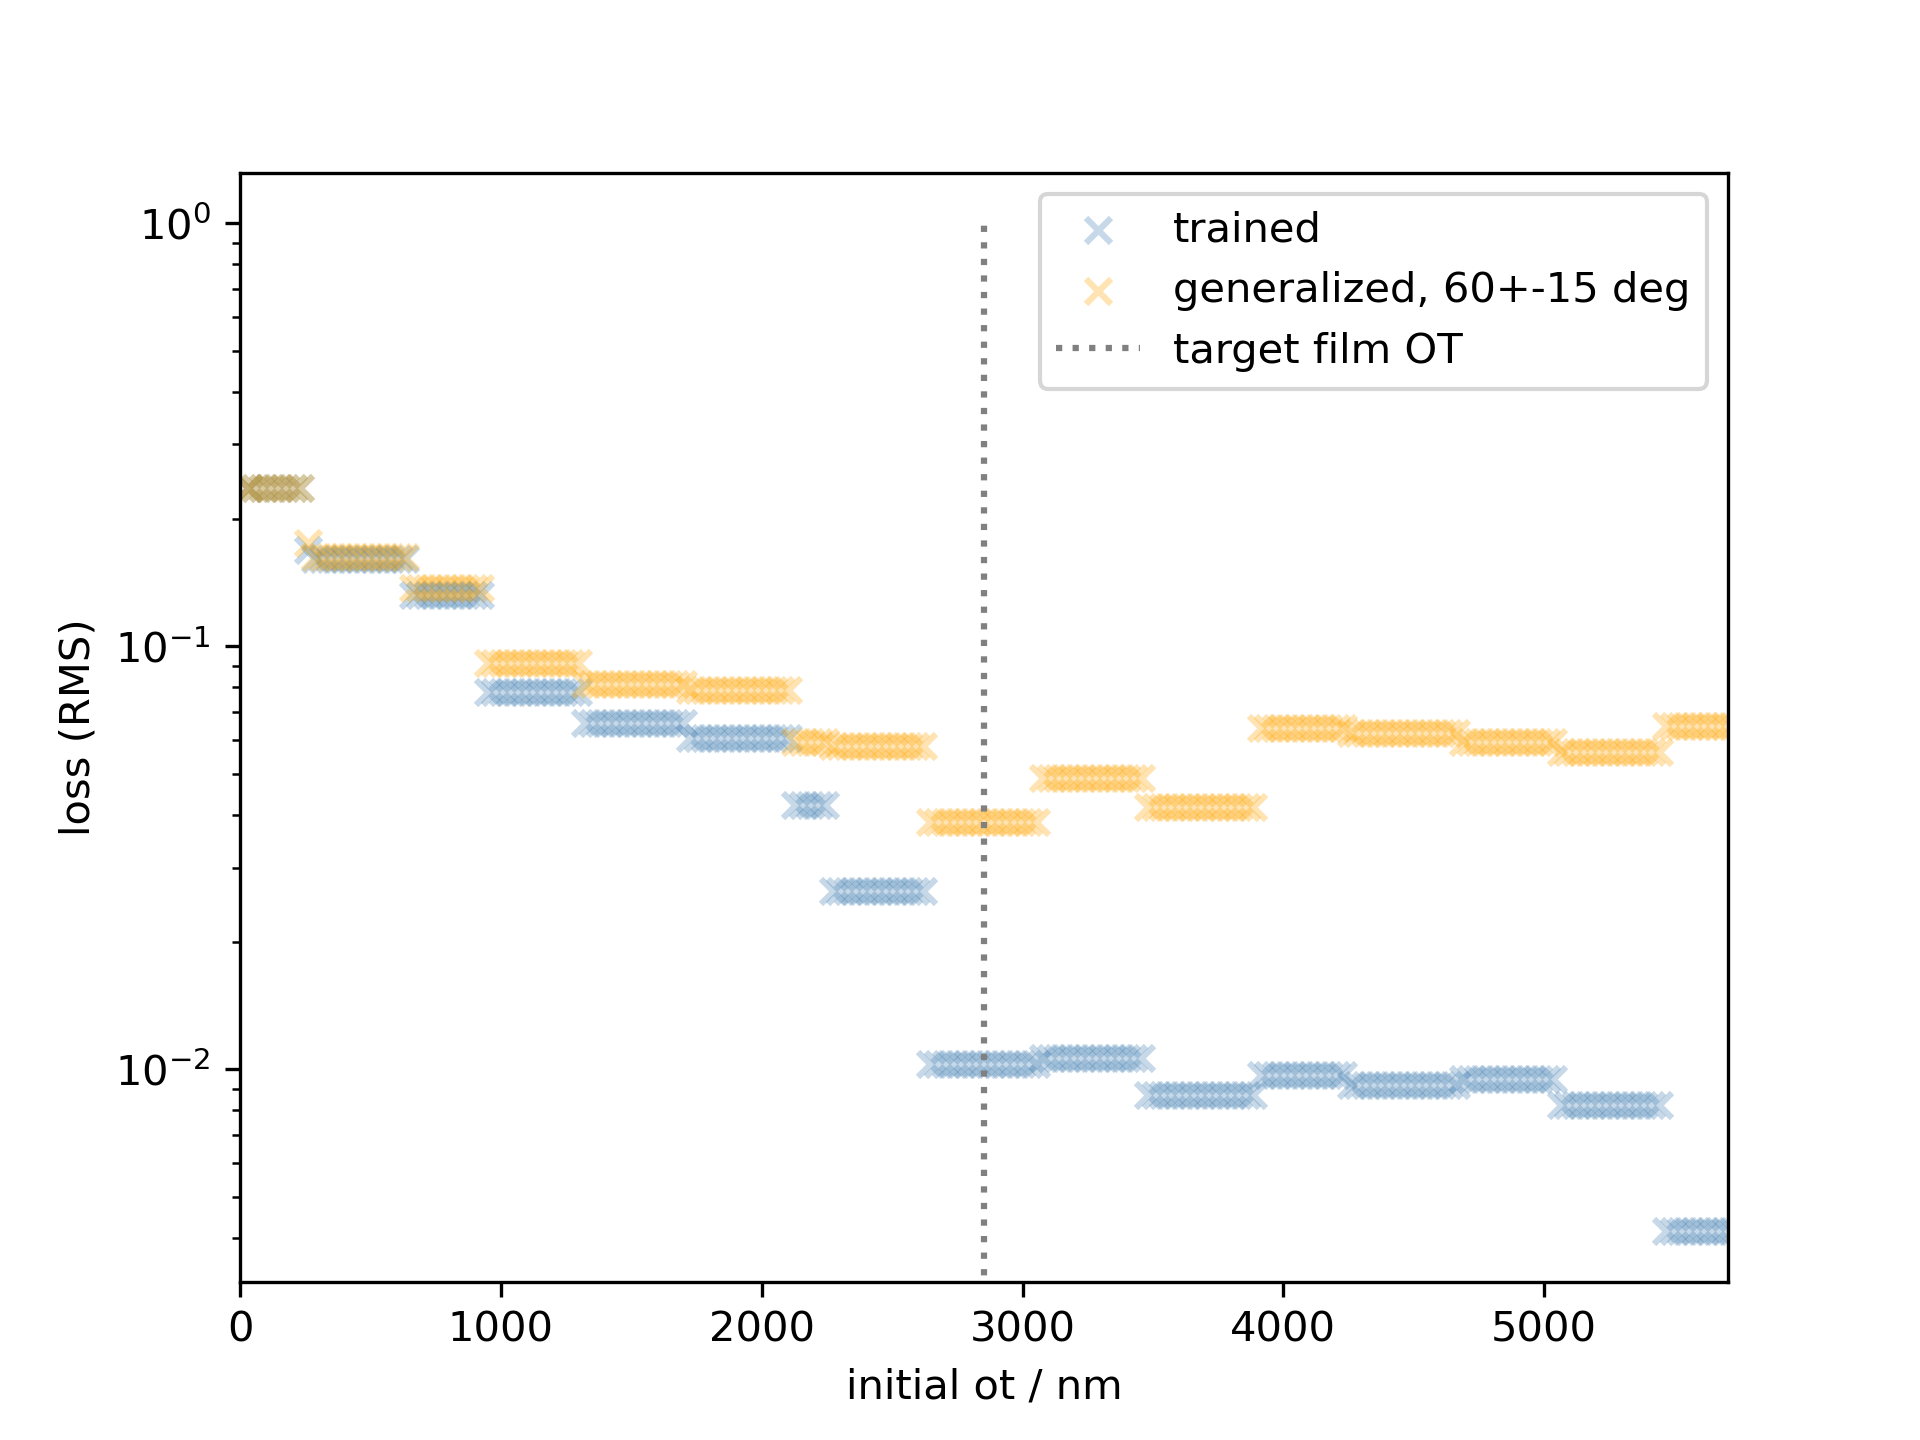 trained
generalized, 60+-15 deg
target film OT
10⁰
10⁻¹
10⁻²
loss (RMS)
0 1000 2000 3000 4000 5000
initial ot / nm